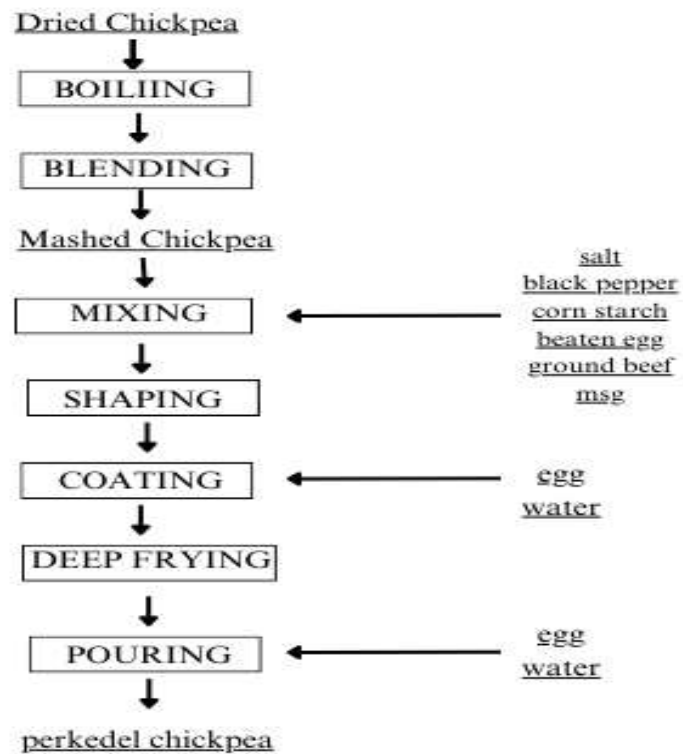 Dried Chickpea
BOILIING
BLENDING
Mashed Chickpea
MIXING
salt
black pepper
corn starch
beaten egg
ground beef
msg
SHAPING
COATING
egg
water
DEEP FRYING
POURING
egg
water
perkedel chickpea